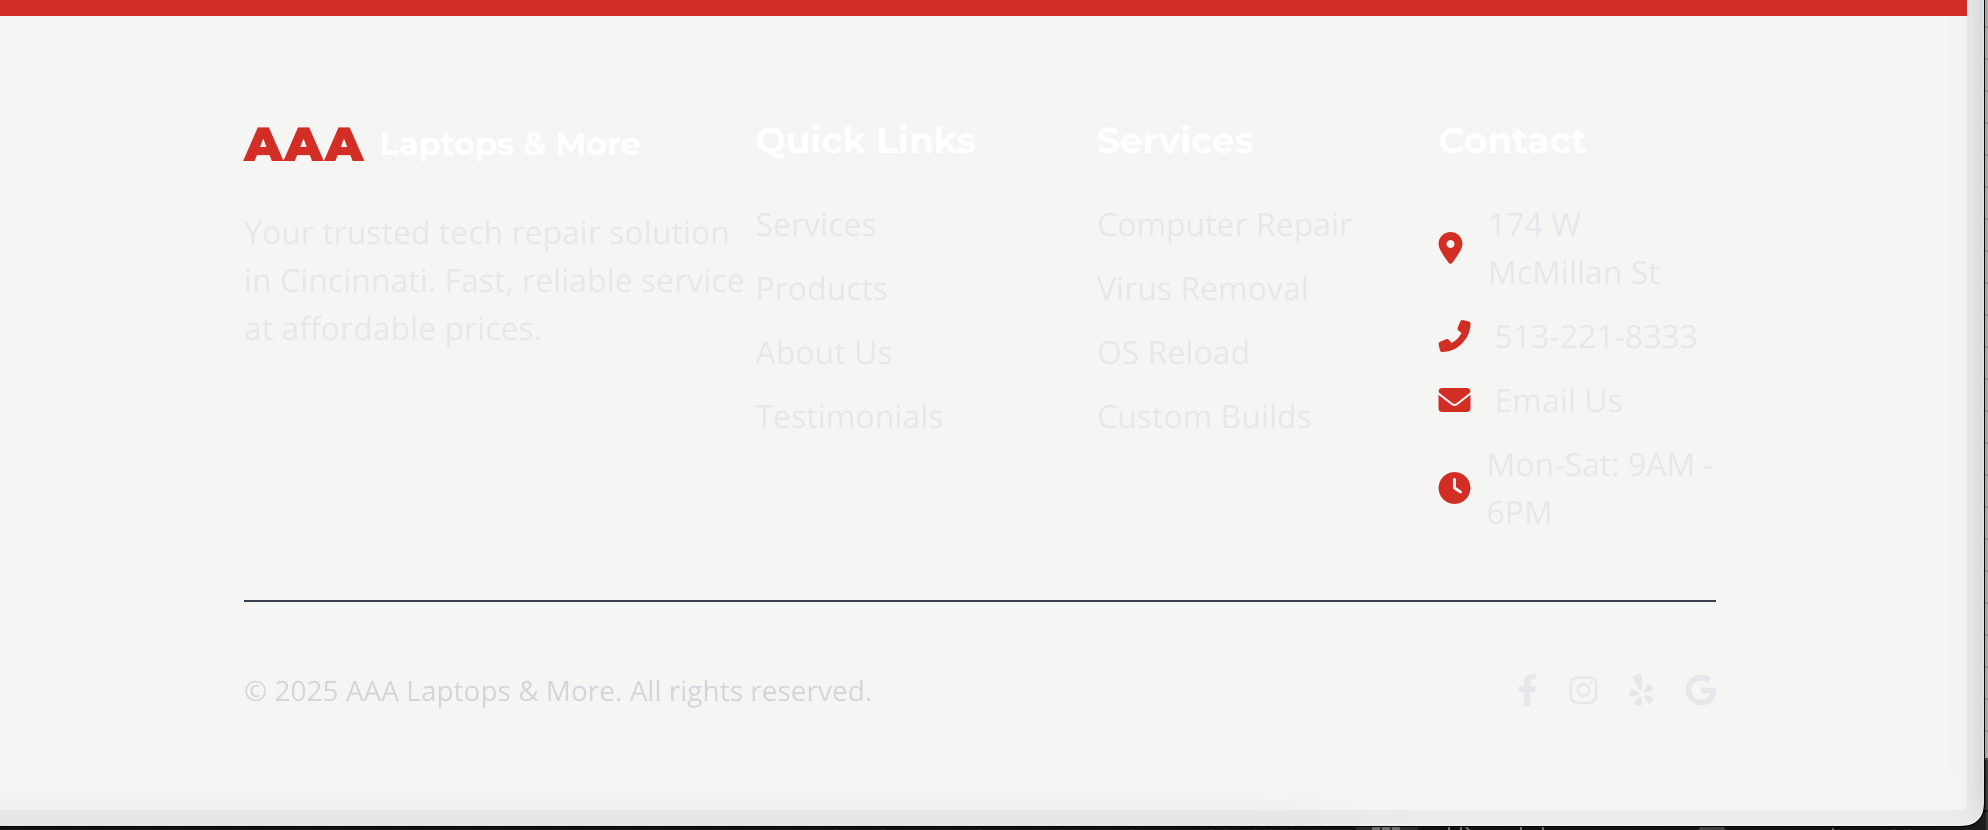 AAA Laptops & More
Your trusted tech repair solution
in Cincinnati. Fast, reliable service
at affordable prices.
Quick Links
Services
Products
About Us
Testimonials
Services
Computer Repair
Virus Removal
OS Reload
Custom Builds
Contact
174 W
McMillan St
513-221-8333
Email Us
Mon-Sat: 9AM -
6PM
© 2025 AAA Laptops & More. All rights reserved.